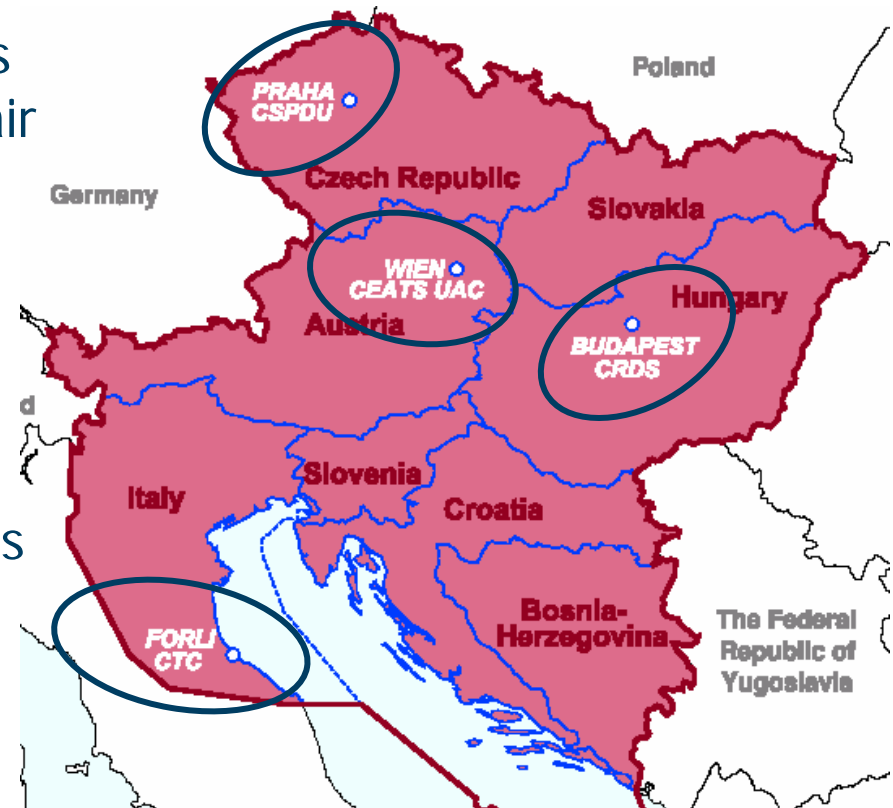 s
air
Poland
PRAHA
CSPDU
Czech Republic
Germany
Slovakia
WIEN
CEATS UAC
Hungary
Austria
BUDAPEST
CRDS
d
Slovenia
Italy
Croatia
s
Bosnia-
Herzegovina
The Federal
Republic of
Yugoslavia
FORLI
CTC